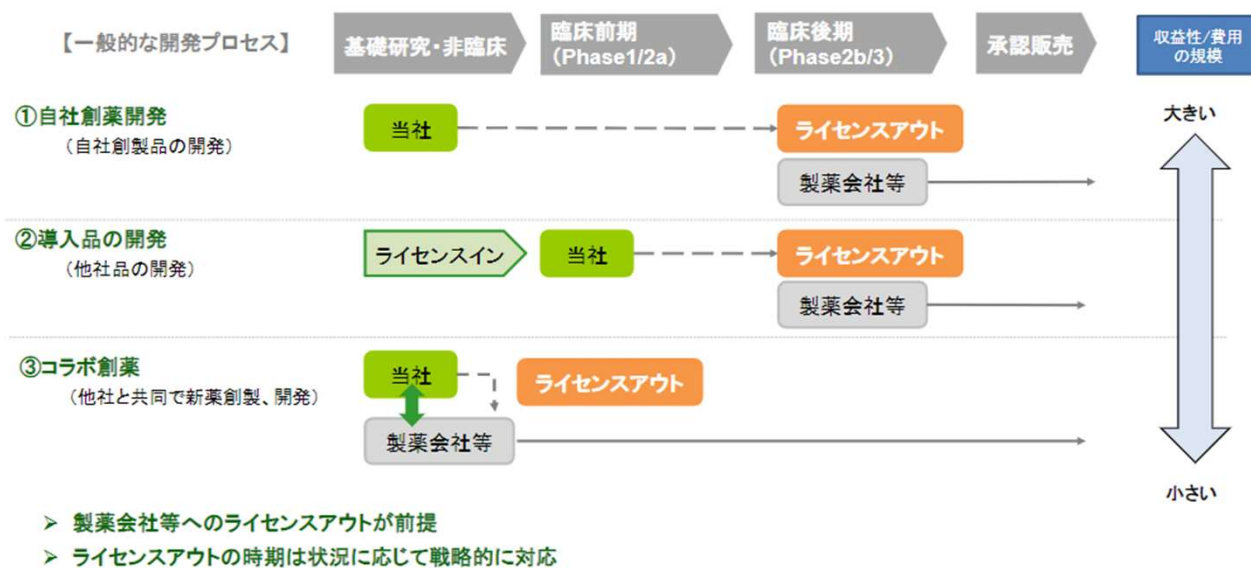 【一般的な開発プロセス】
基礎研究・非臨床
臨床前期
(Phase1/2a)
臨床後期
(Phase2b/3)
承認販売
収益性/費用
の規模
①自社創薬開発
(自社創製品の開発)
当社
ライセンスアウト
製薬会社等
大きい
②導入品の開発
(他社品の開発)
ライセンスイン
当社
ライセンスアウト
製薬会社等
③コラボ創薬
(他社と共同で新薬創製、開発)
当社
ライセンスアウト
製薬会社等
小さい
➢ 製薬会社等へのライセンスアウトが前提
➢ ライセンスアウトの時期は状況に応じて戦略的に対応